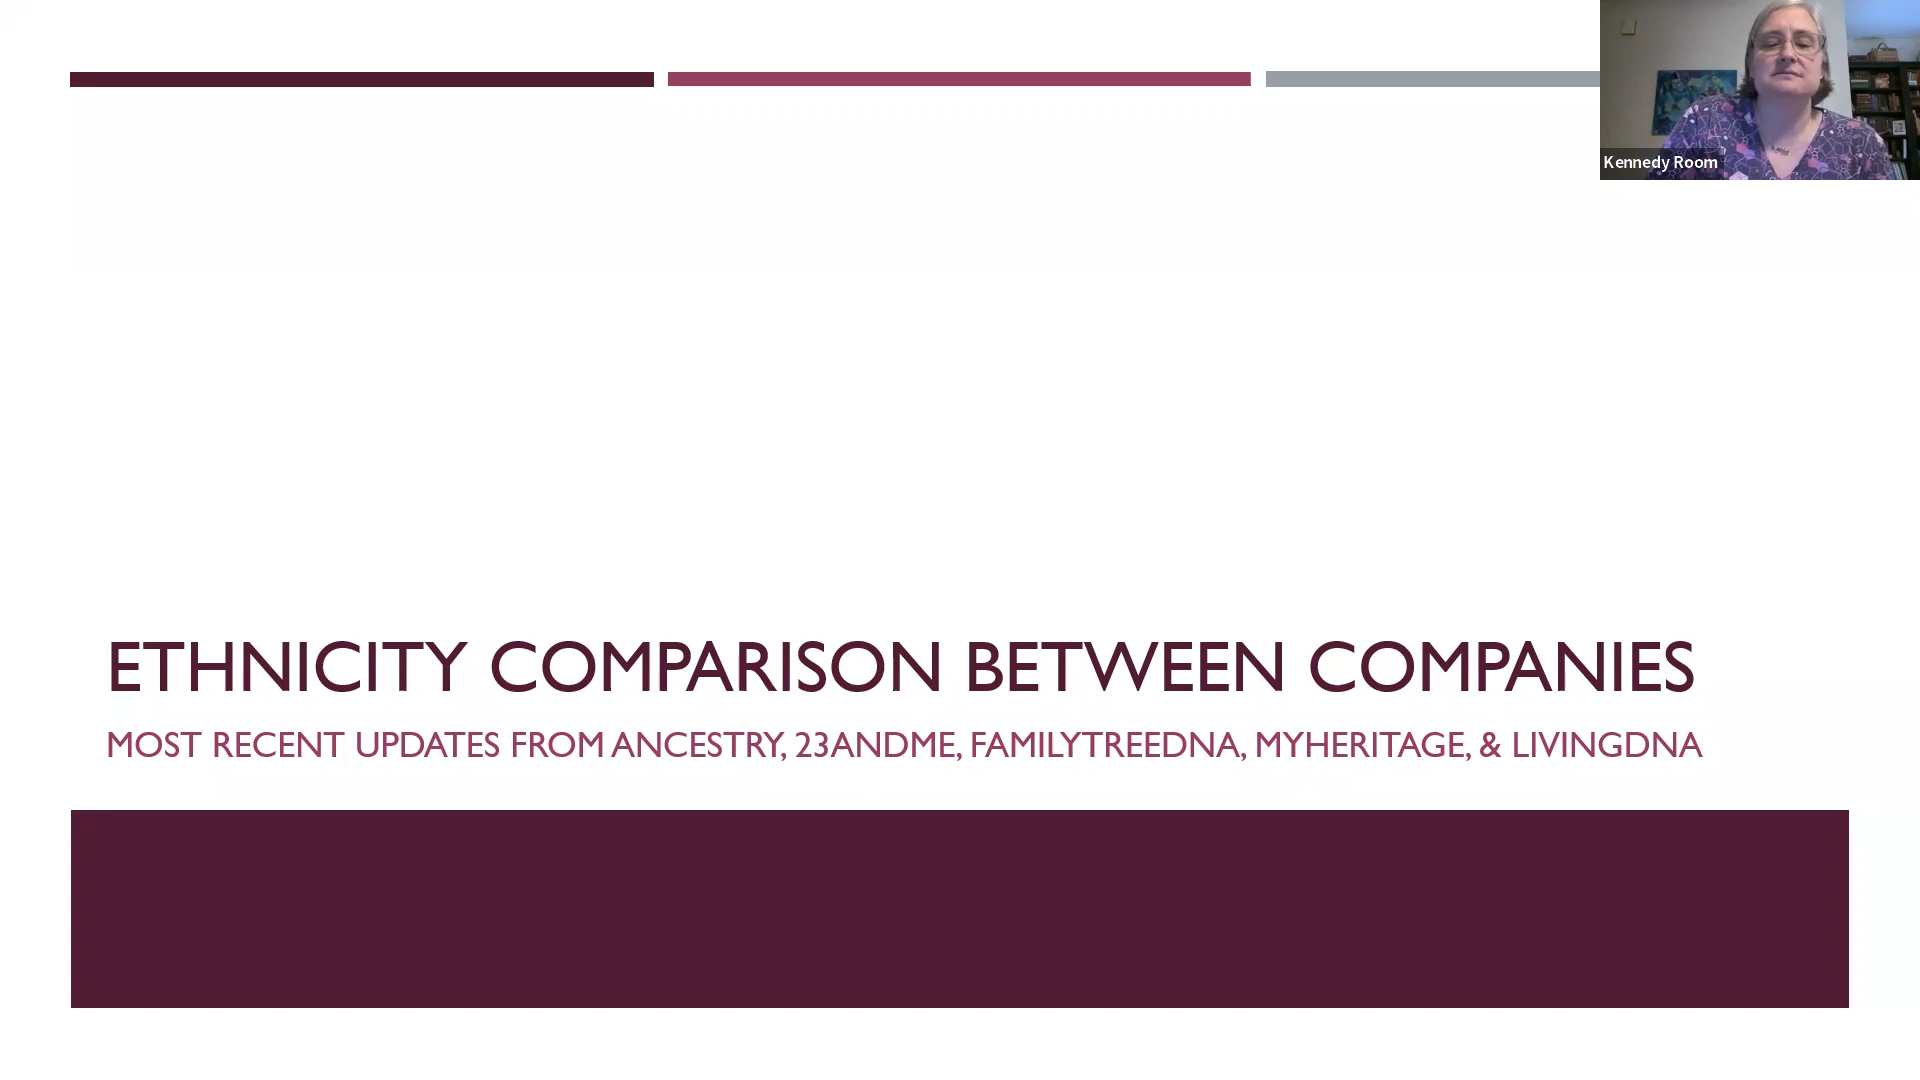 Kennedy Room
ETHNICITY COMPARISON BETWEEN COMPANIES
MOST RECENT UPDATES FROM ANCESTRY, 23ANDME, FAMILYTREEDNA, MYHERITAGE, & LIVINGDNA